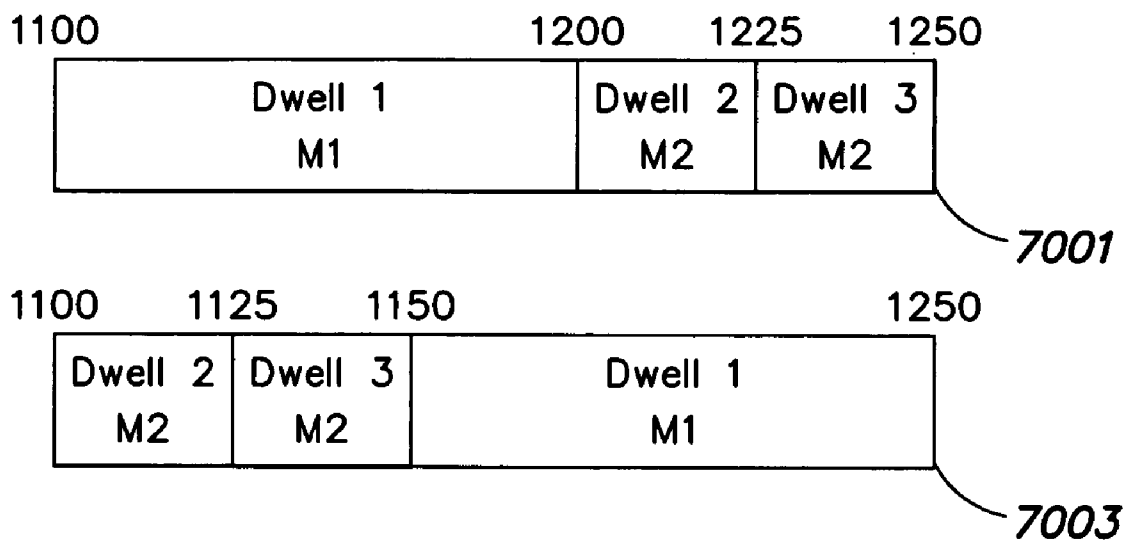 1100 1200 1225 1250
Dwell 1 Dwell 2 Dwell 3
M1 M2 M2
7001
1100 1125 1150 1250
Dwell 2 Dwell 3 Dwell 1
M2 M2 M1
7003